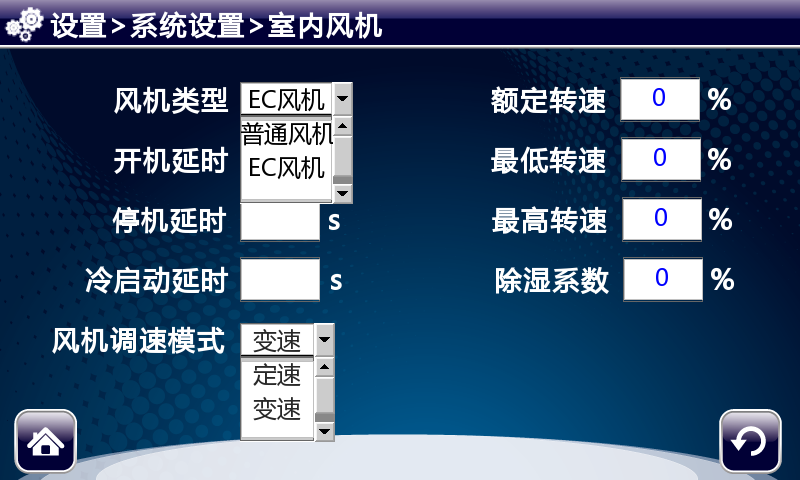 设置>系统设置>室内风机
风机类型 EC风机 额定转速 0 %
普通风机
开机延时 EC风机 最低转速 0 %
停机延时 s 最高转速 0 %
冷启动延时 s 除湿系数 0 %
风机调速模式 变速
定速
变速